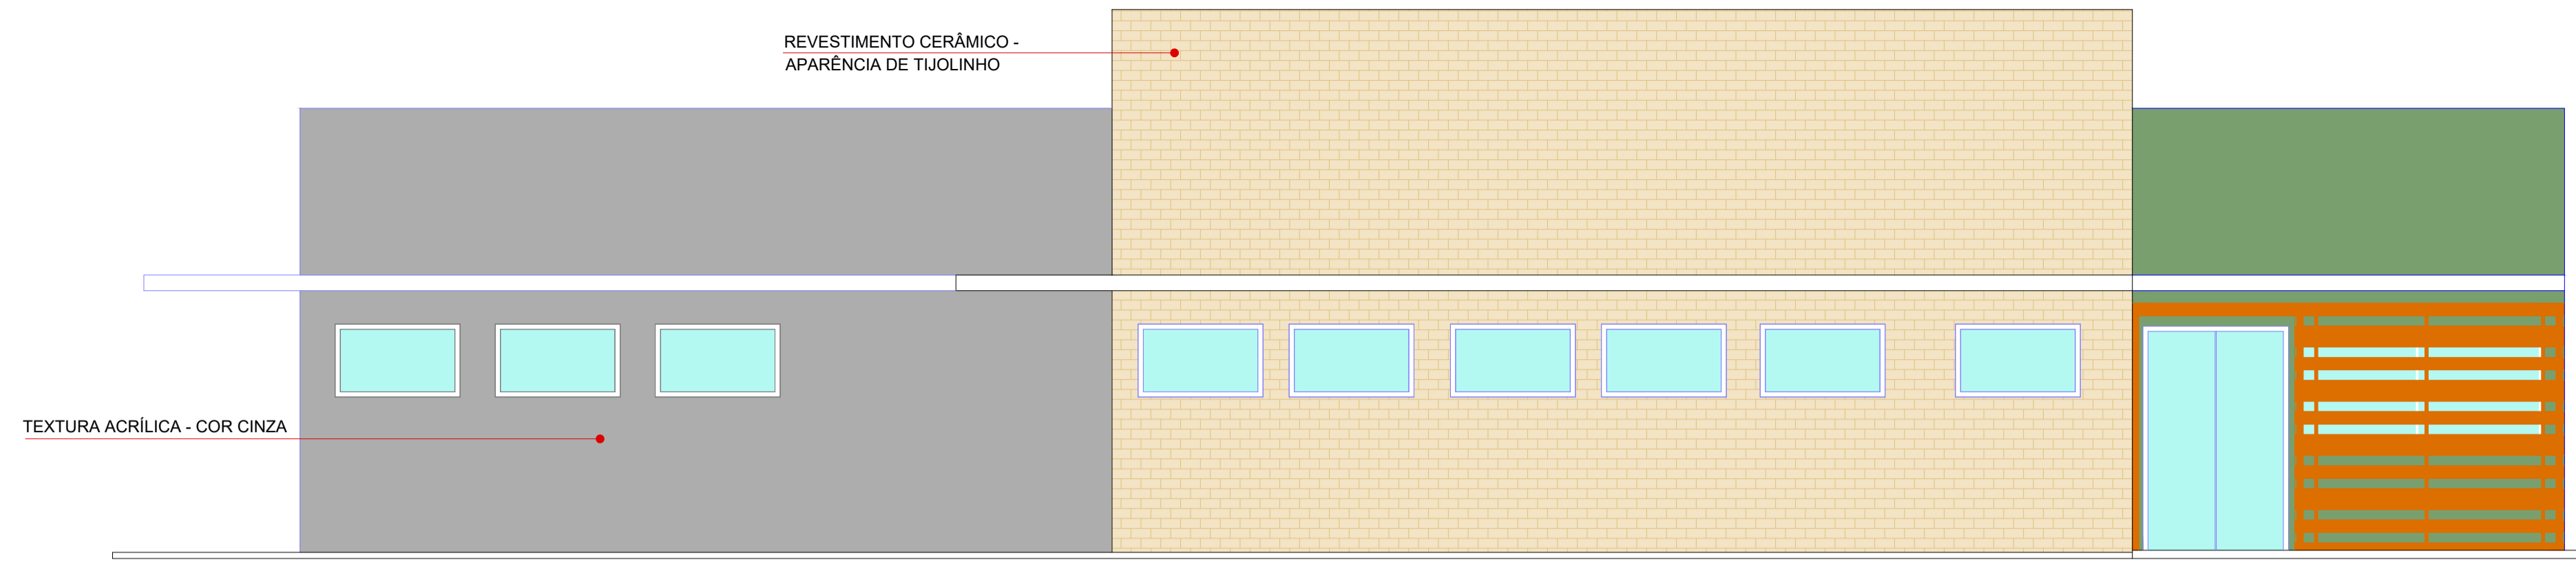 REVESTIMENTO CERÂMICO -
APARÊNCIA DE TIJOLINHO
TEXTURA ACRÍLICA - COR CINZA